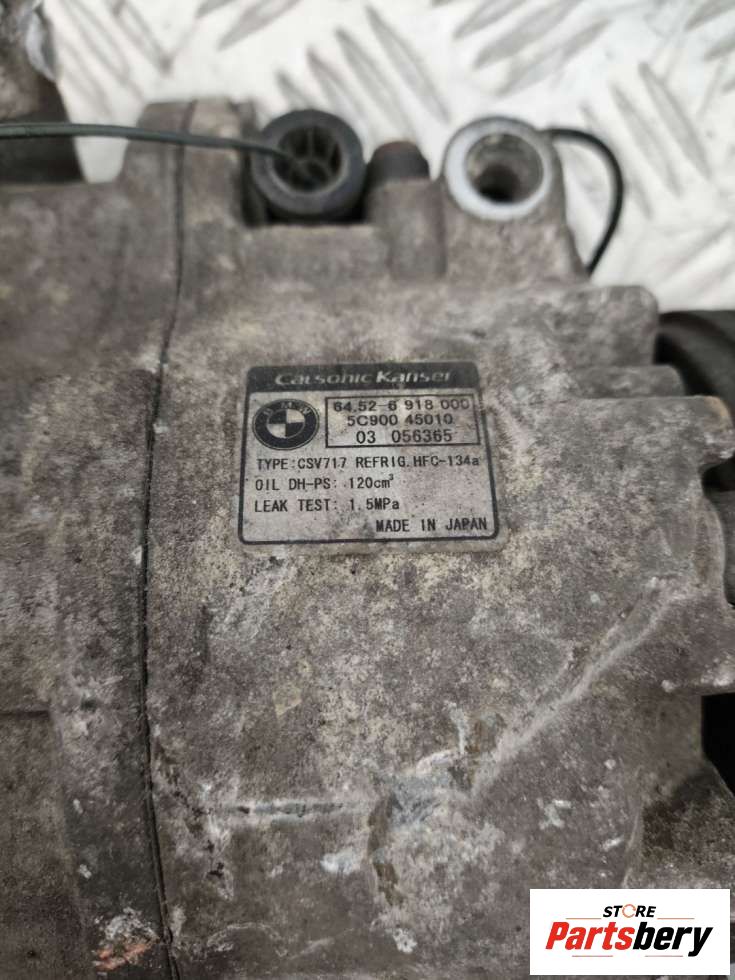 Calsonic Kansei
BMW
64.52-6 918 000
5C900 45010
03 056365
TYPE:CSV717 REFRIG.HFC-134a
OIL DH-PS: 120cm³
LEAK TEST: 1.5MPa
MADE IN JAPAN
STORE
Partsbery